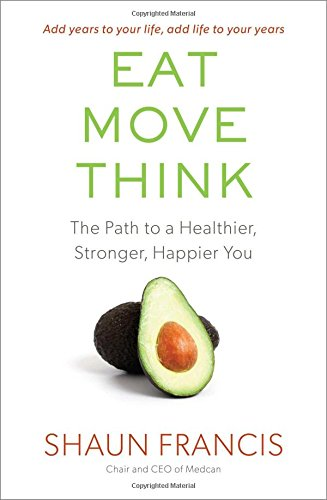 Add years to your life, add life to your years
EAT
MOVE
THINK
The Path to a Healthier,
Stronger, Happier You
SHAUN FRANCIS
Chair and CEO of Medcan